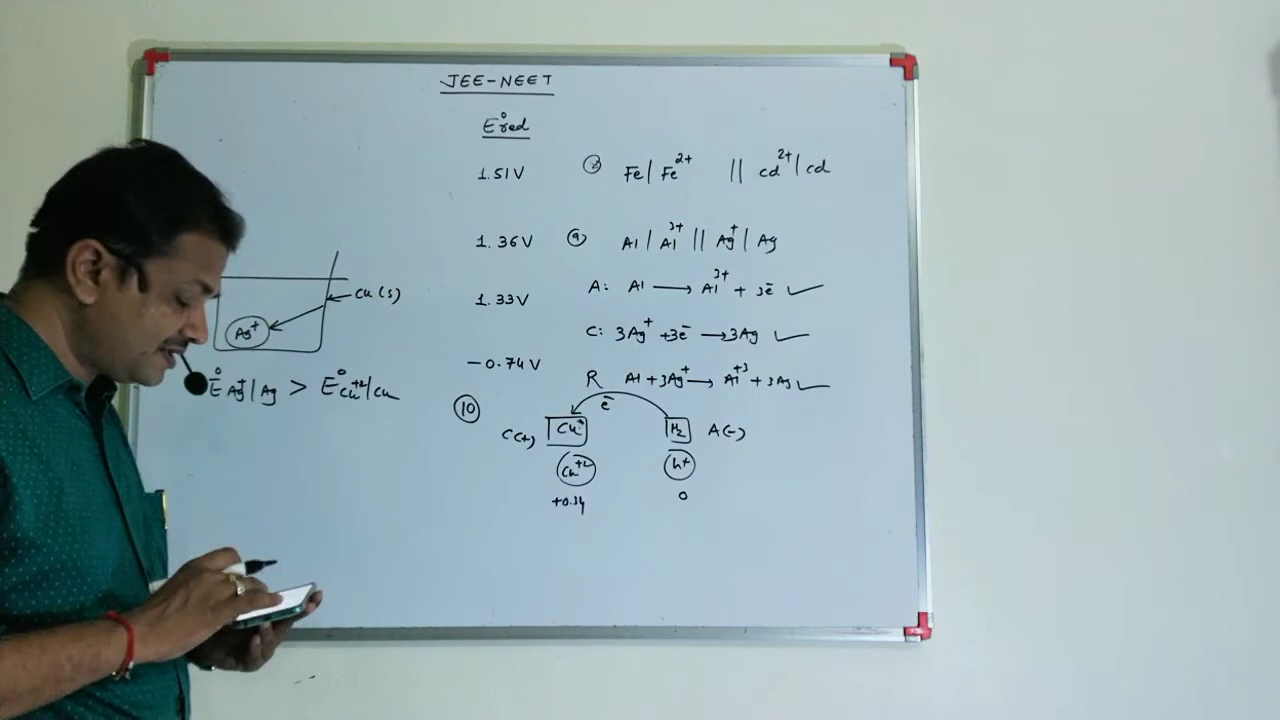 JEE-NEET
E°red
1.51V
② Fe | Fe²⁺ || Cd²⁺ | Cd
1.36V
⑨ Al | Al³⁺ || Ag⁺ | Ag
1.33V
A: Al ⟶ Al³⁺ + 3e⁻ ✓
C: 3Ag⁺ + 3e⁻ ⟶ 3Ag ✓
-0.74V
R Al + 3Ag⁺ ⟶ Al⁺³ + 3Ag ✓
Cu(s)
Ag⁺
E°Ag⁺|Ag > E°Cu⁺²|Cu
⑩
e⁻
C(+) Cu H₂ A(-)
Cu⁺² H⁺
+0.34 0